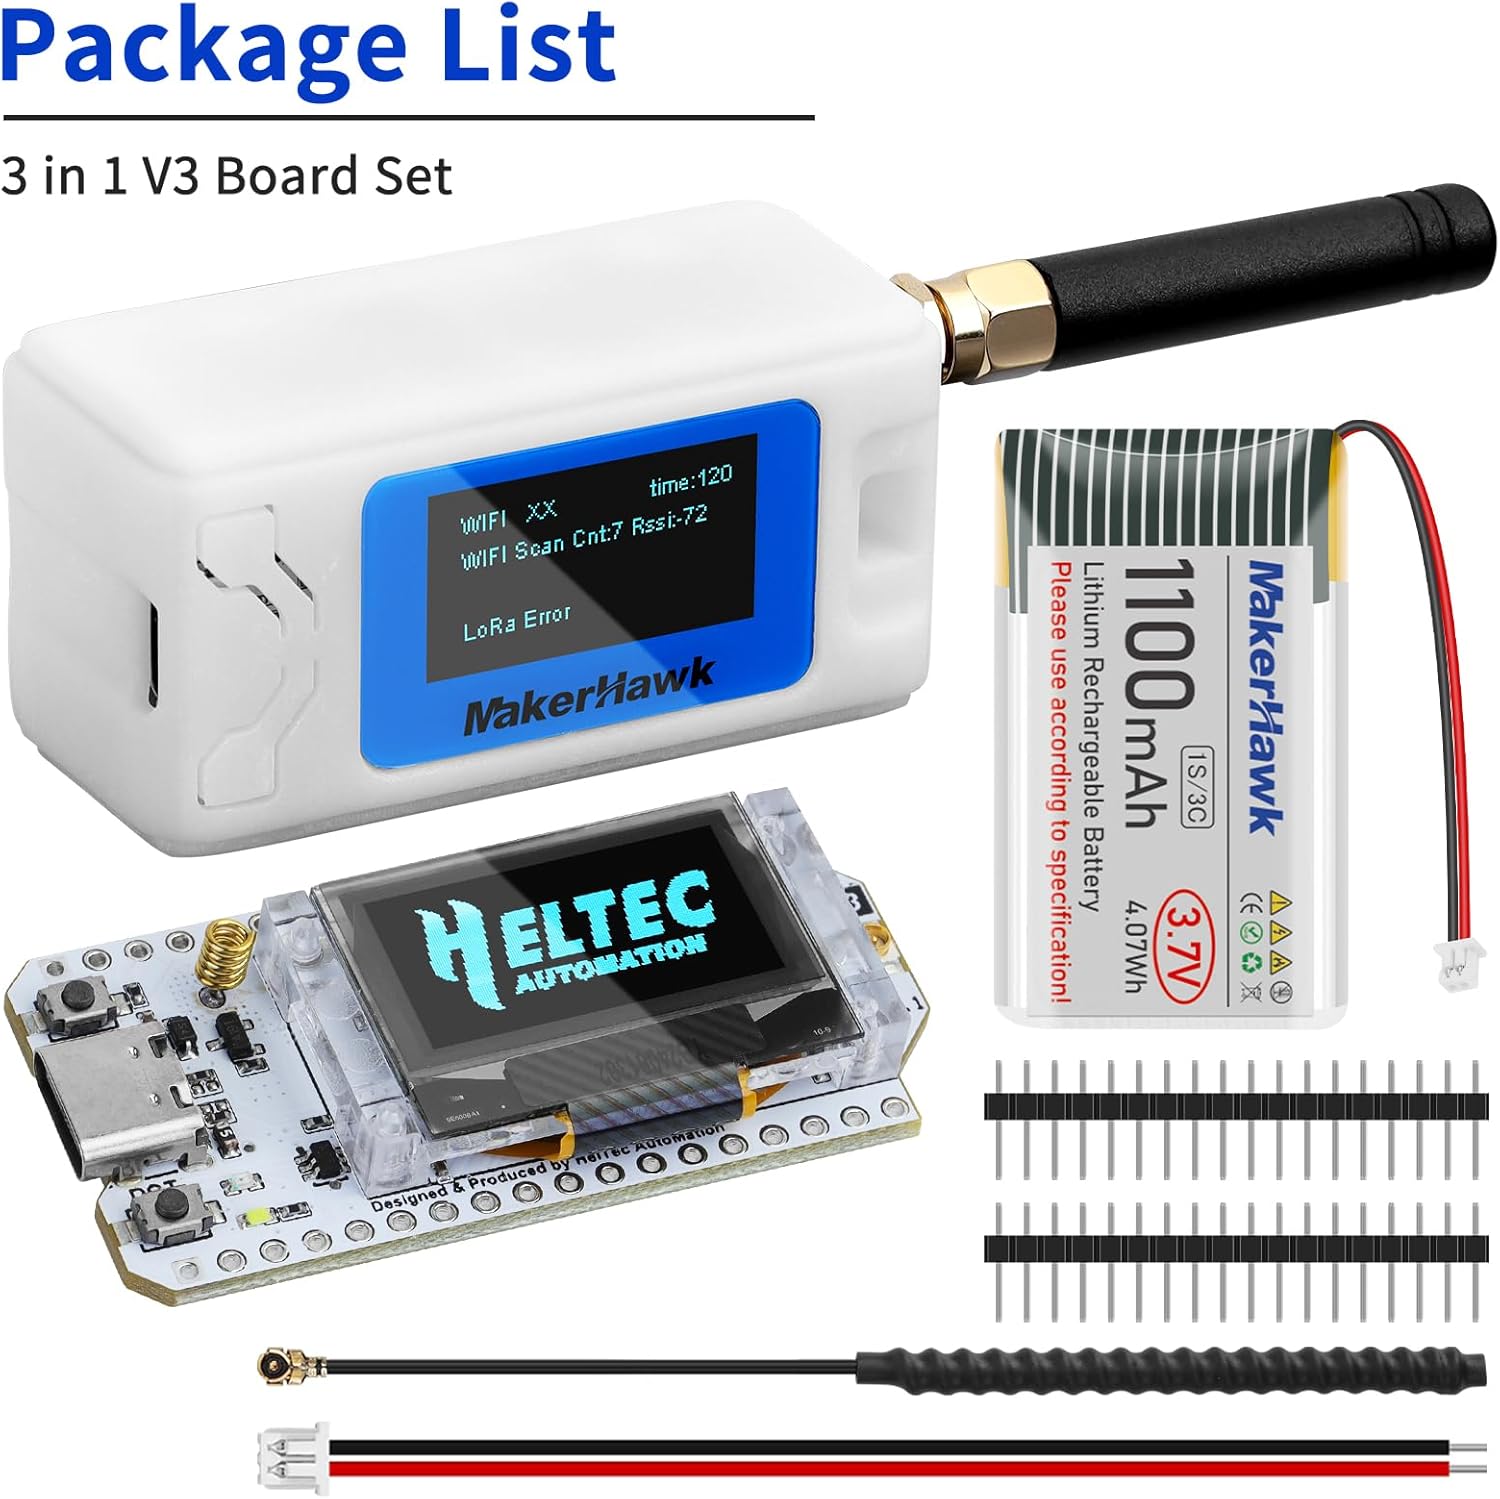 Package List
3 in 1 V3 Board Set
time:120
WIFI XX
WIFI Scan Cnt:7 Rssi:-72
LoRa Error
MakerHawk
MakerHawk
1100mAh 1S/3C
Lithium Rechargeable Battery
3.7V
4.07Wh
Please use according to specification!
CE
HELTEC
AUTOMATION
Designed & Produced by HelTec AutoMation